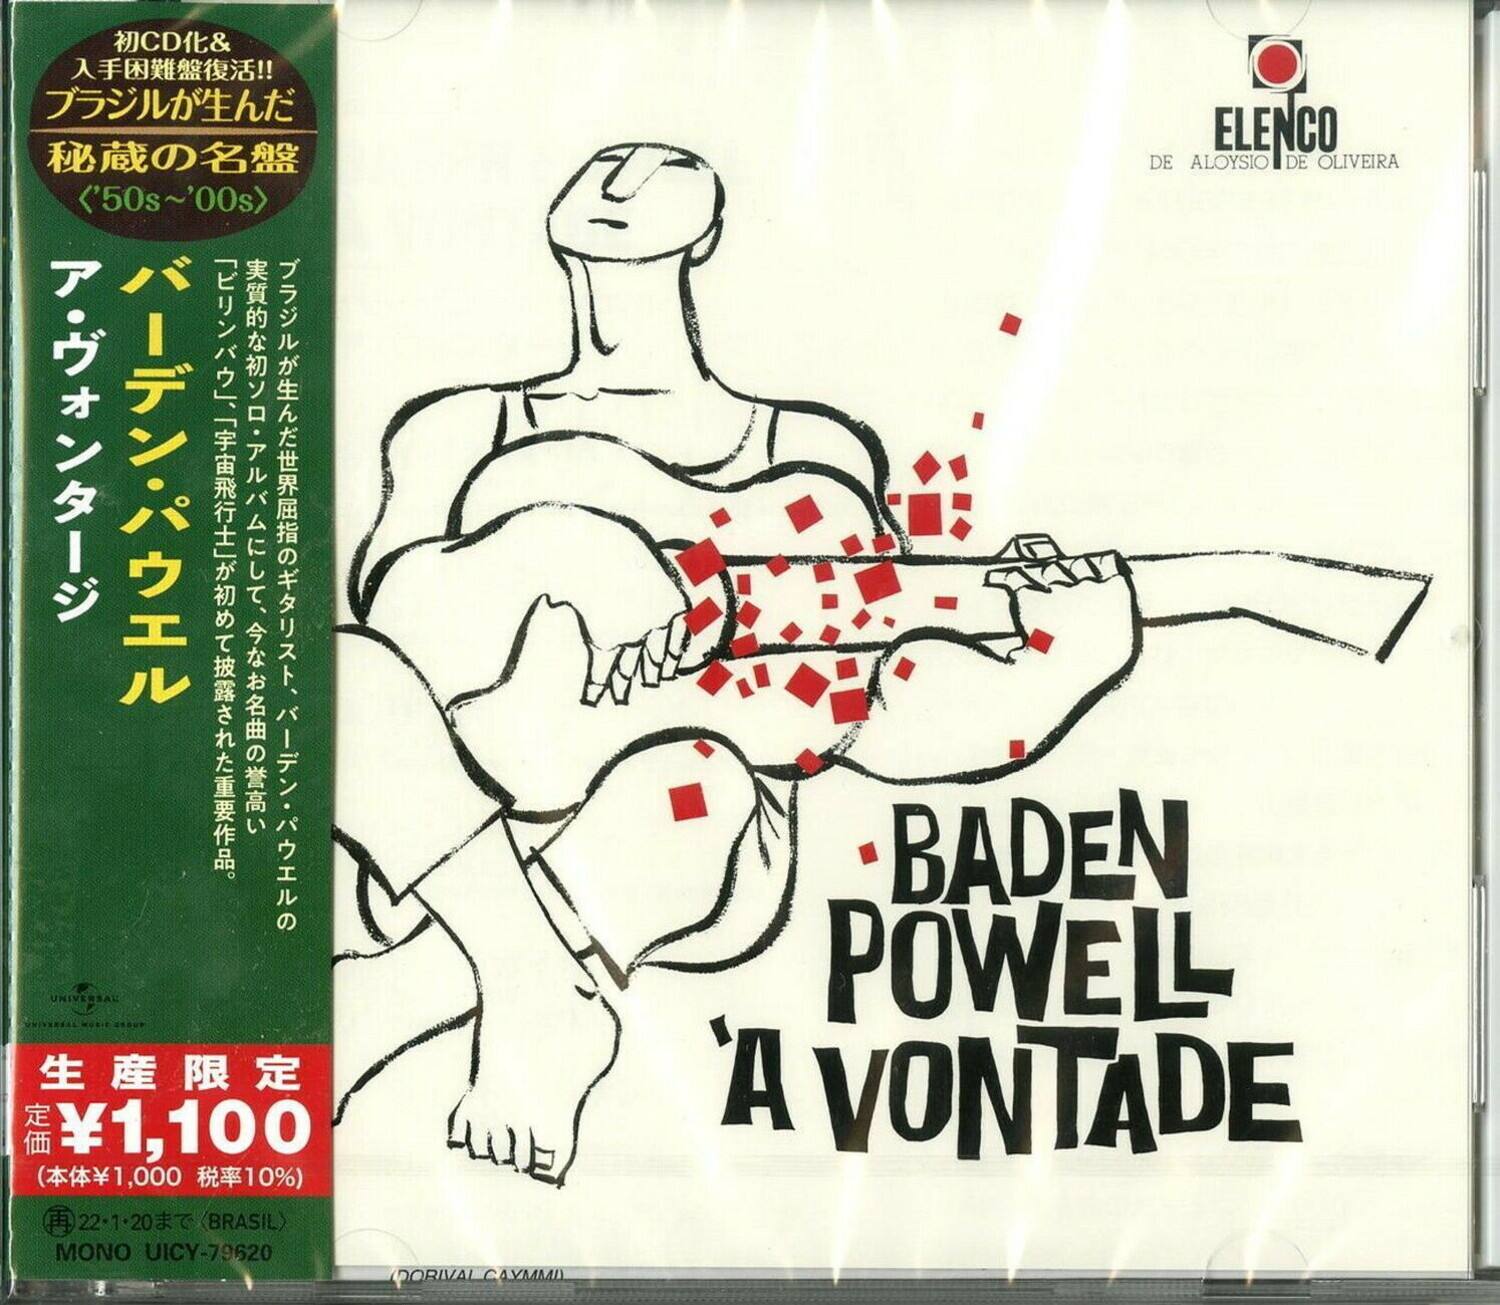 初CD化&
入手困難盤復活!!
ブラジルが生んだ
秘蔵の名盤
〈'50s～'00s〉
ブラジルが生んだ世界屈指のギタリスト、バーデン・パウエルの
実質的な初ソロ・アルバムにして、今なお名曲の誉高い
「ビリンバウ」、「宇宙飛行士」が初めて披露された重要作品。
バーデン・パウエル
ア・ヴォンタージ
UNIVERSAL
UNIVERSAL MUSIC GROUP
生産限定
定価 ¥1,100
(本体¥1,000 税率10%)
再 22・1・20まで〈BRASIL〉
MONO UICY-79620
ELENCO
DE ALOYSIO DE OLIVEIRA
BADEN
POWELL
'A VONTADE
(DORIVAL CAYMMI)